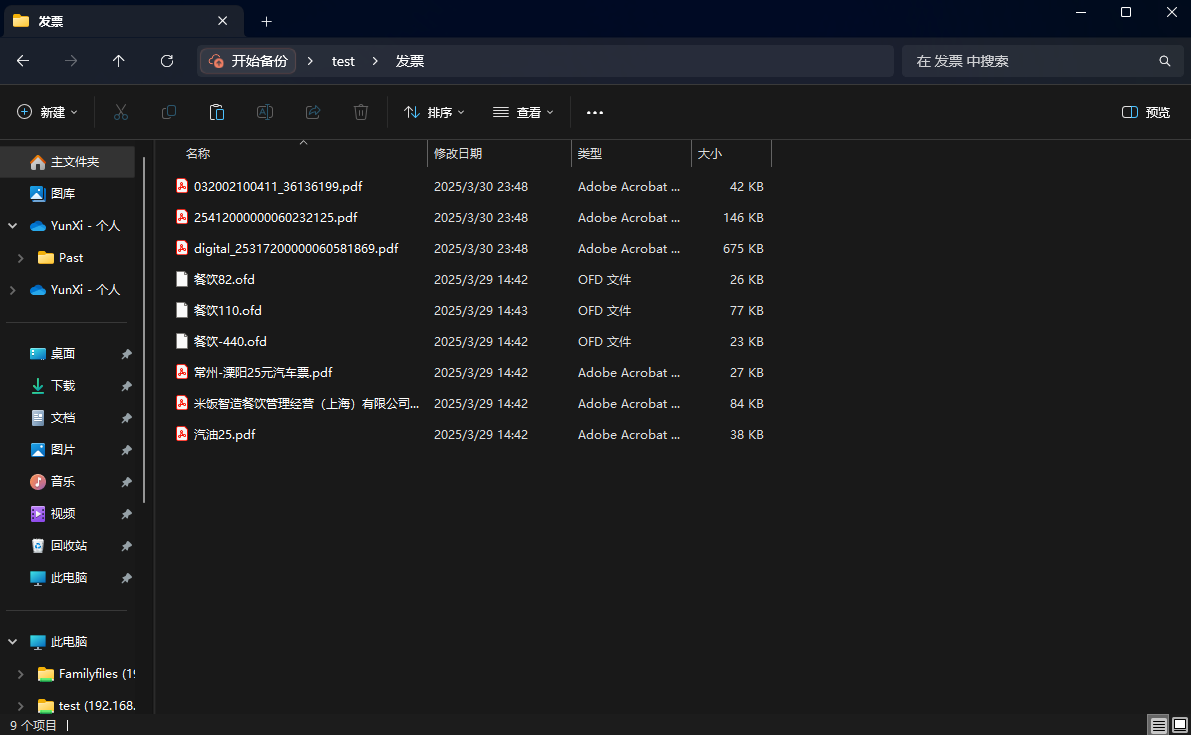 发票
开始备份 > test > 发票
在 发票 中搜索
新建
排序
查看
预览
名称 修改日期 类型 大小
032002100411_36136199.pdf 2025/3/30 23:48 Adobe Acrobat ... 42 KB
25412000000060232125.pdf 2025/3/30 23:48 Adobe Acrobat ... 146 KB
digital_25317200000060581869.pdf 2025/3/30 23:48 Adobe Acrobat ... 675 KB
餐饮82.ofd 2025/3/29 14:42 OFD 文件 26 KB
餐饮110.ofd 2025/3/29 14:43 OFD 文件 77 KB
餐饮-440.ofd 2025/3/29 14:42 OFD 文件 23 KB
常州-溧阳25元汽车票.pdf 2025/3/29 14:42 Adobe Acrobat ... 27 KB
米饭智造餐饮管理经营（上海）有限公司... 2025/3/29 14:42 Adobe Acrobat ... 84 KB
汽油25.pdf 2025/3/29 14:42 Adobe Acrobat ... 38 KB
主文件夹
图库
YunXi - 个人
Past
YunXi - 个人
桌面
下载
文档
图片
音乐
视频
回收站
此电脑
此电脑
Familyfiles (19
test (192.168.
9 个项目